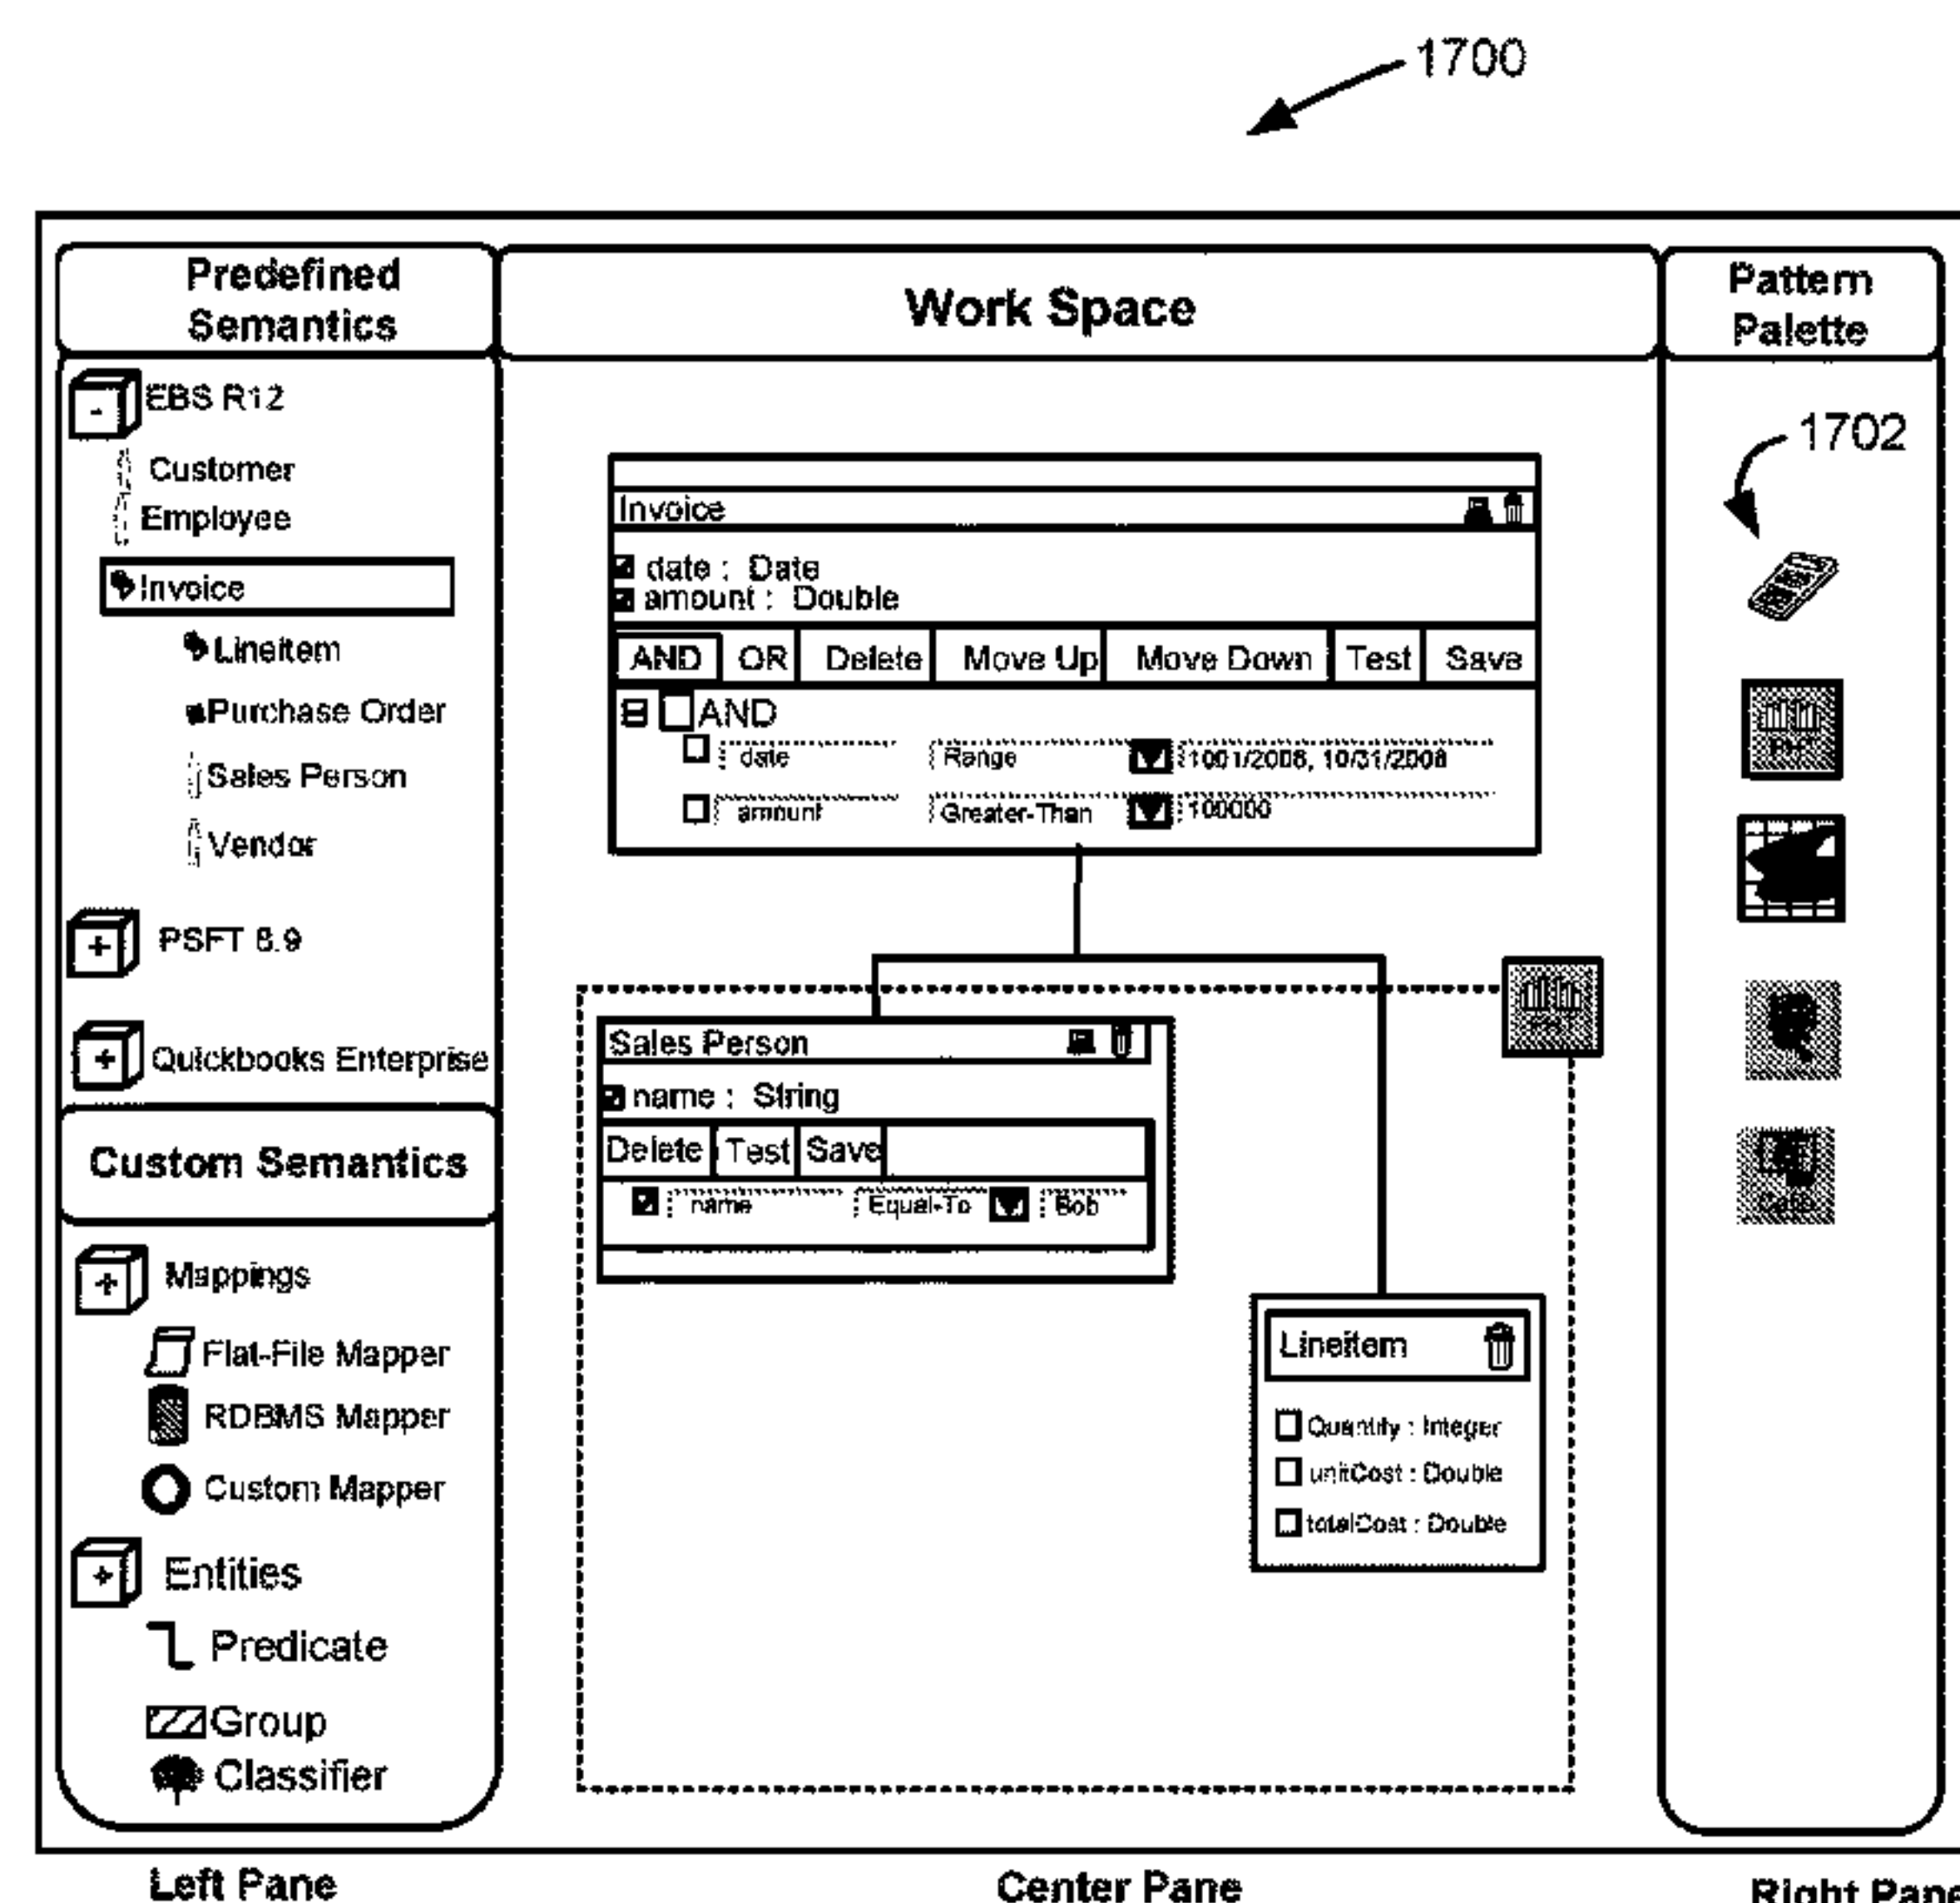 1700
Predefined
Semantics
EBS R12
Customer
Employee
Invoice
Lineitem
Purchase Order
Sales Person
Vendor
PSFT 8.9
Quickbooks Enterprise
Custom Semantics
Mappings
Flat-File Mapper
RDBMS Mapper
Custom Mapper
Entities
Predicate
Group
Classifier
Left Pane
Work Space
Invoice
date : Date
amount : Double
AND OR Delete Move Up Move Down Test Save
AND
date Range 1001/2008, 10/31/2008
amount Greater-Than 100000
Sales Person
name : String
Delete Test Save
name Equal-To Bob
Lineitem
Quantity : Integer
unitCost : Double
totalCost : Double
Center Pane
Pattern
Palette
1702
Right Pane